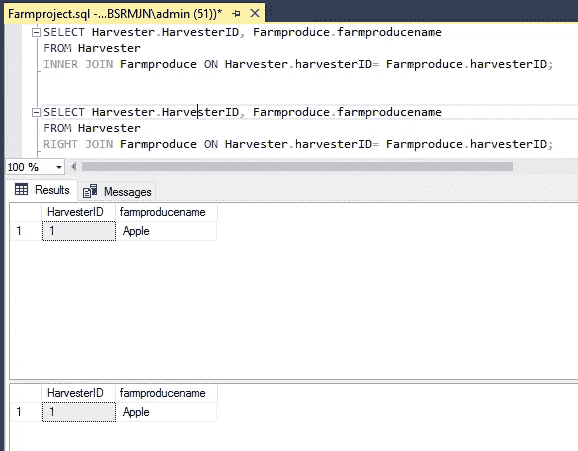 Farmproject.sql -...BSRMJN\admin (51))*
SELECT Harvester.HarvesterID, Farmproduce.farmproducename
FROM Harvester
INNER JOIN Farmproduce ON Harvester.harvesterID= Farmproduce.harvesterID;
SELECT Harvester.HarvesterID, Farmproduce.farmproducename
FROM Harvester
RIGHT JOIN Farmproduce ON Harvester.harvesterID= Farmproduce.harvesterID;
100 %
Results Messages
HarvesterID farmproducename
1 1 Apple
HarvesterID farmproducename
1 1 Apple